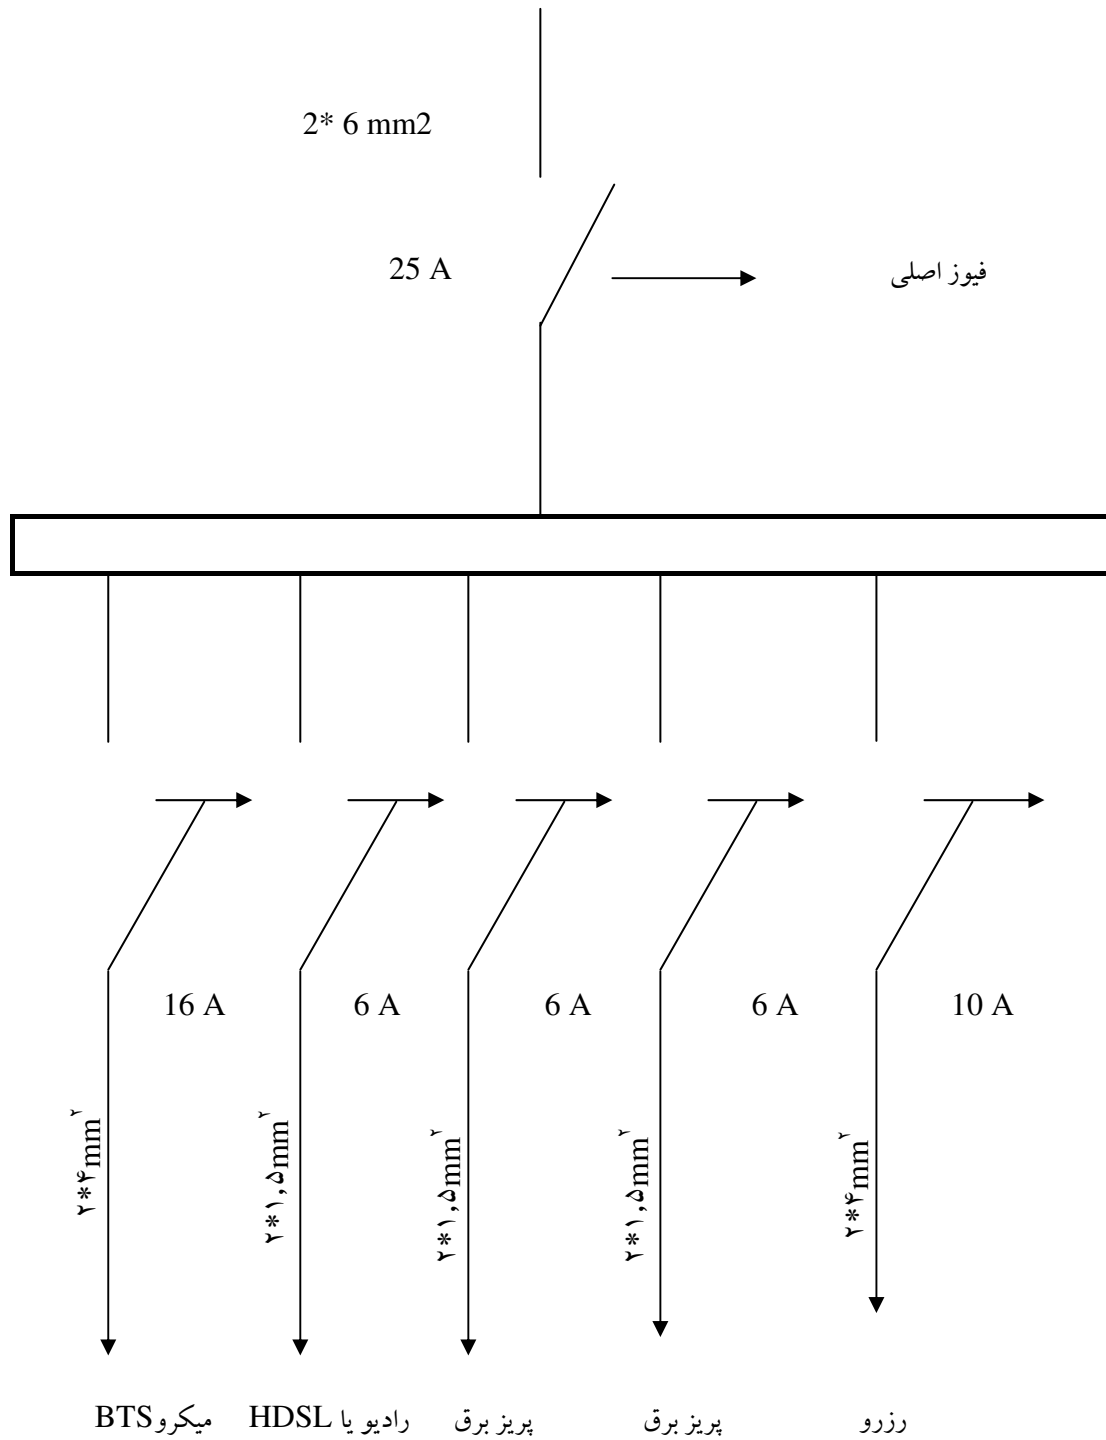 2* 6 mm2
25 A
فیوز اصلی
16 A
6 A
6 A
6 A
10 A
۲*۴mm۲
۲*۱,۵mm۲
۲*۱,۵mm۲
۲*۱,۵mm۲
۲*۴mm۲
میکروBTS
رادیو یا HDSL
پریز برق
پریز برق
رزرو